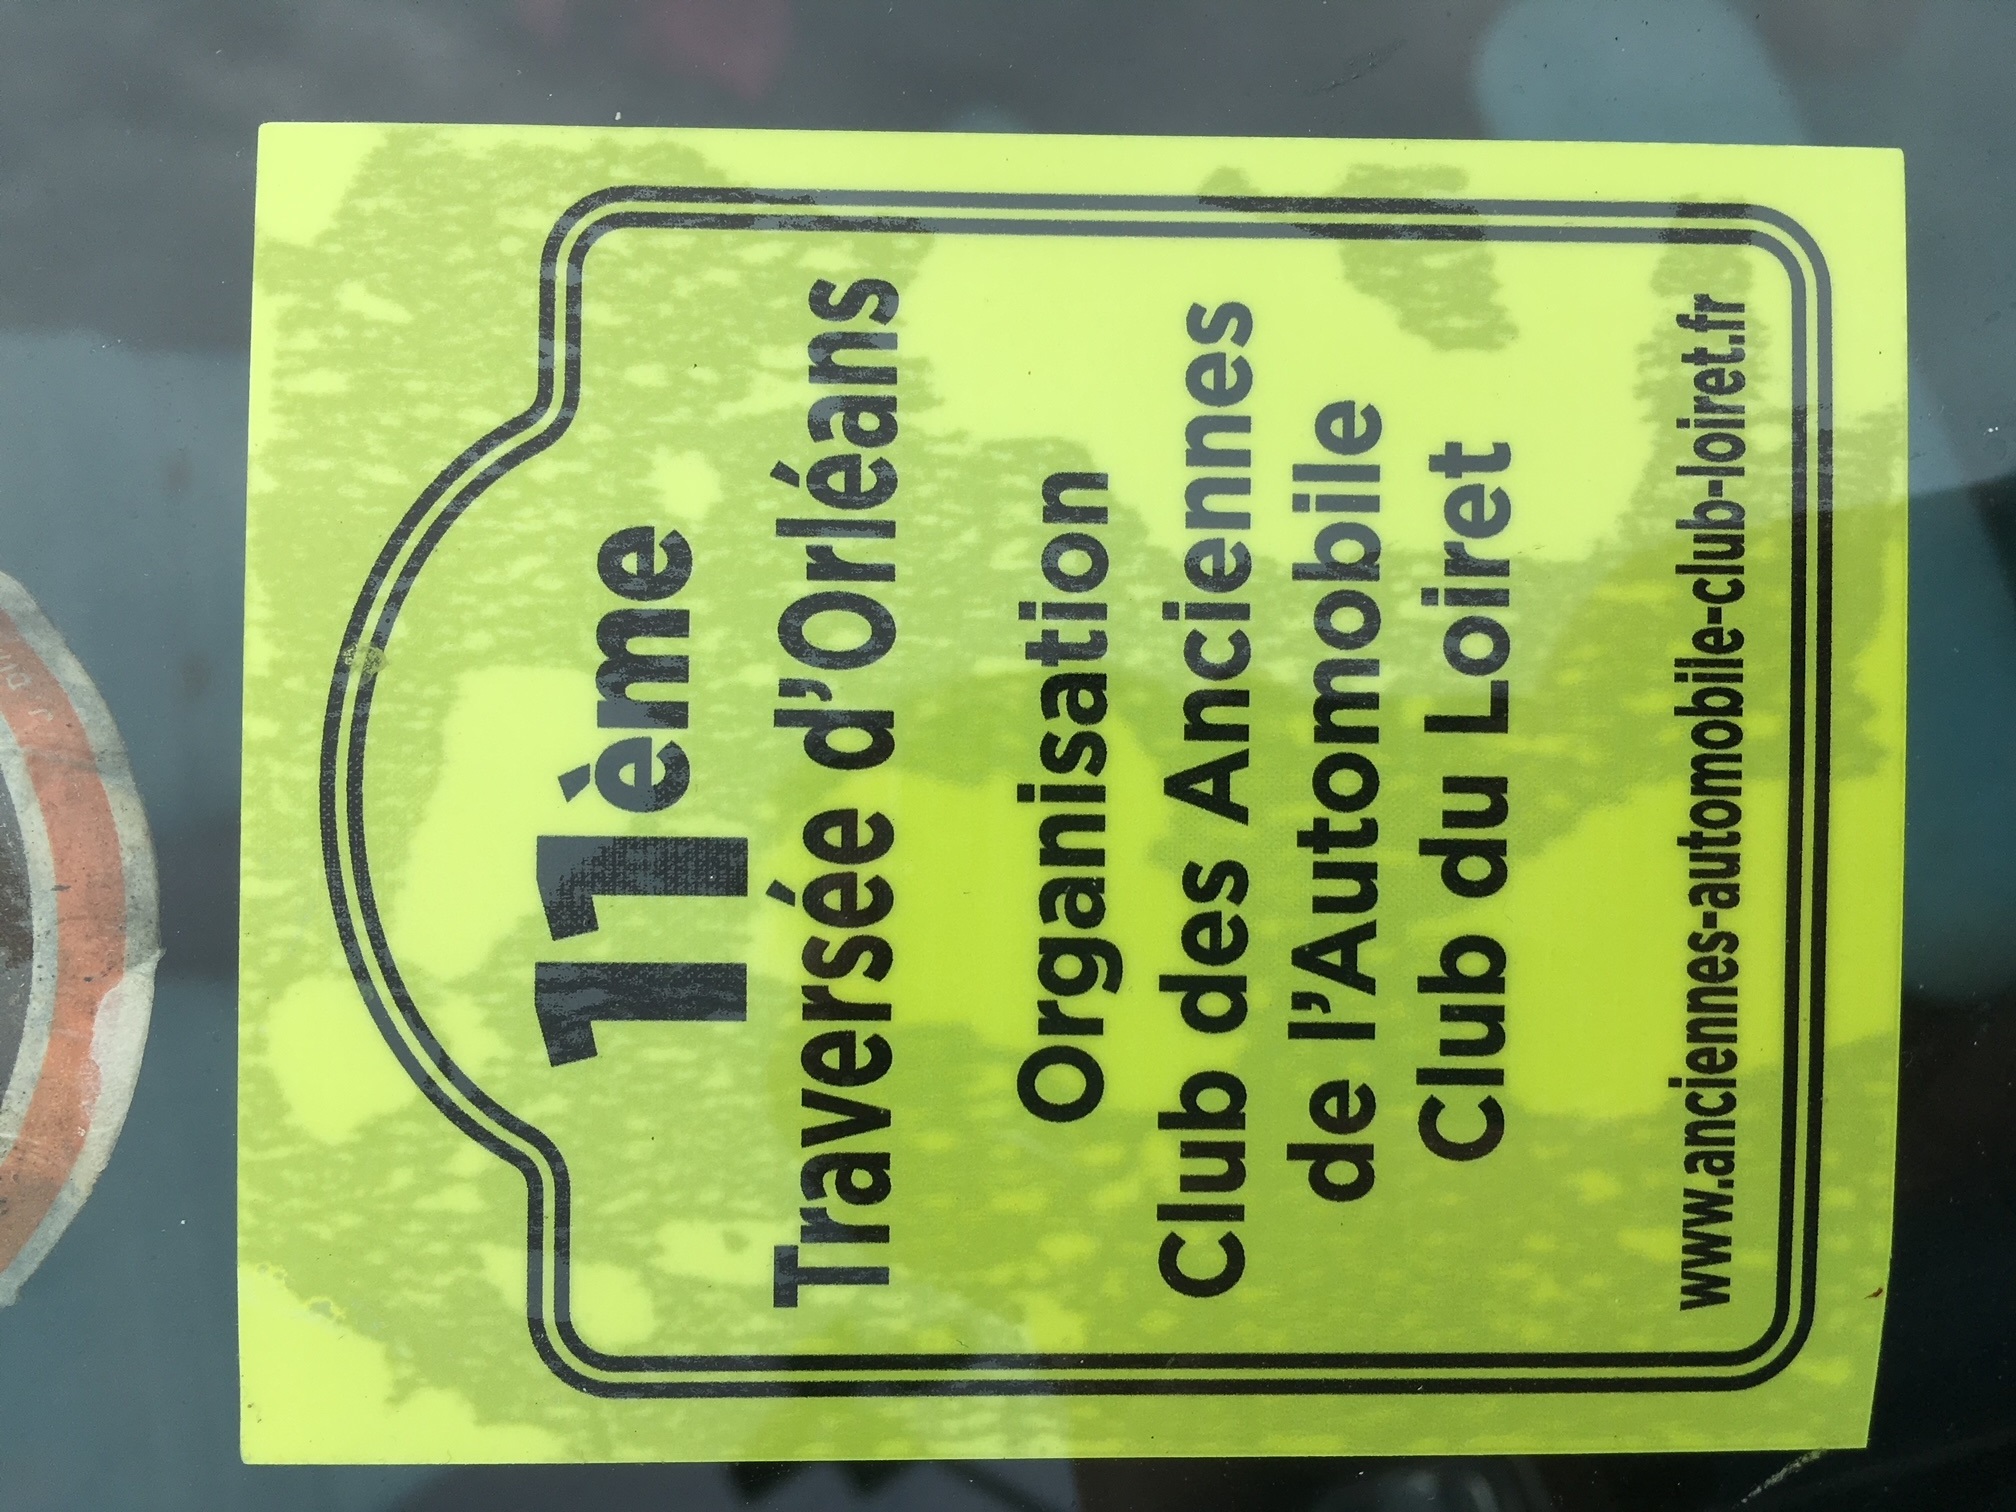 11ème
Traversée d'Orléans
Organisation
Club des Anciennes
de l'Automobile
Club du Loiret
www.anciennes-automobile-club-loiret.fr